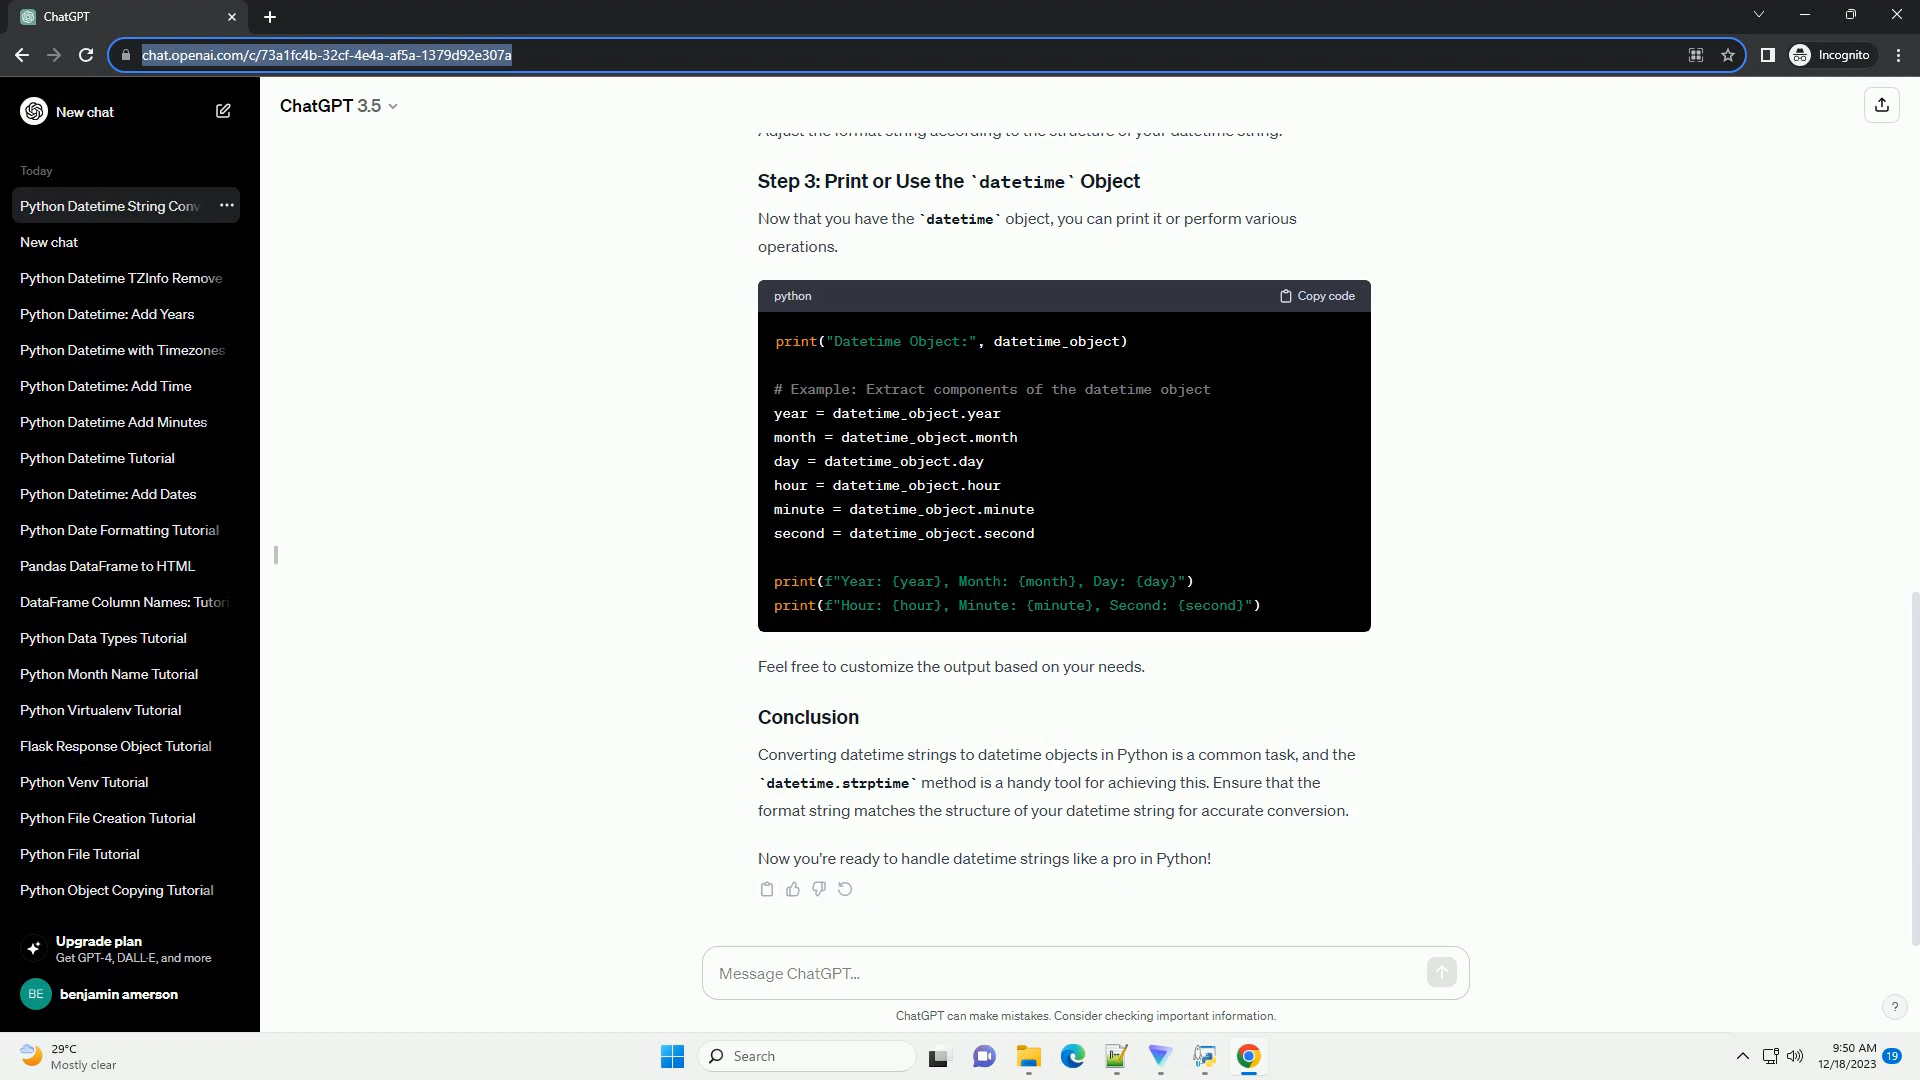 ChatGPT
chat.openai.com/c/73a1fc4b-32cf-4e4a-af5a-1379d92e307a
Incognito
New chat
Today
Python Datetime String Conv
New chat
Python Datetime TZInfo Remove
Python Datetime: Add Years
Python Datetime with Timezones
Python Datetime: Add Time
Python Datetime Add Minutes
Python Datetime Tutorial
Python Datetime: Add Dates
Python Date Formatting Tutorial
Pandas DataFrame to HTML
DataFrame Column Names: Tutori
Python Data Types Tutorial
Python Month Name Tutorial
Python Virtualenv Tutorial
Flask Response Object Tutorial
Python Venv Tutorial
Python File Creation Tutorial
Python File Tutorial
Python Object Copying Tutorial
Upgrade plan
Get GPT-4, DALL·E, and more
BE
benjamin amerson
ChatGPT 3.5
Adjust the format string according to the structure of your datetime string.
Step 3: Print or Use the `datetime` Object
Now that you have the `datetime` object, you can print it or perform various
operations.
python
Copy code
print("Datetime Object:", datetime_object)
# Example: Extract components of the datetime object
year = datetime_object.year
month = datetime_object.month
day = datetime_object.day
hour = datetime_object.hour
minute = datetime_object.minute
second = datetime_object.second
print(f"Year: {year}, Month: {month}, Day: {day}")
print(f"Hour: {hour}, Minute: {minute}, Second: {second}")
Feel free to customize the output based on your needs.
Conclusion
Converting datetime strings to datetime objects in Python is a common task, and the
`datetime.strptime` method is a handy tool for achieving this. Ensure that the
format string matches the structure of your datetime string for accurate conversion.
Now you're ready to handle datetime strings like a pro in Python!
Message ChatGPT...
ChatGPT can make mistakes. Consider checking important information.
?
29°C
Mostly clear
Search
9:50 AM
12/18/2023
19